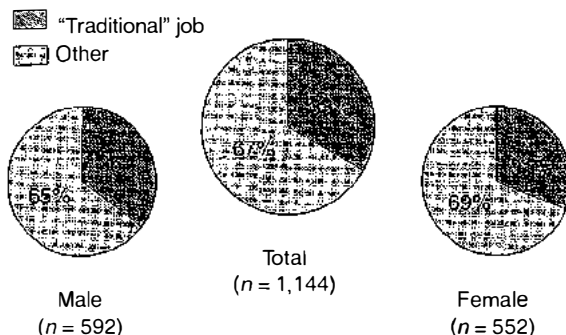 “Traditional” job
Other
67%
65%
69%
Total
(n = 1,144)
Male
(n = 592)
Female
(n = 552)